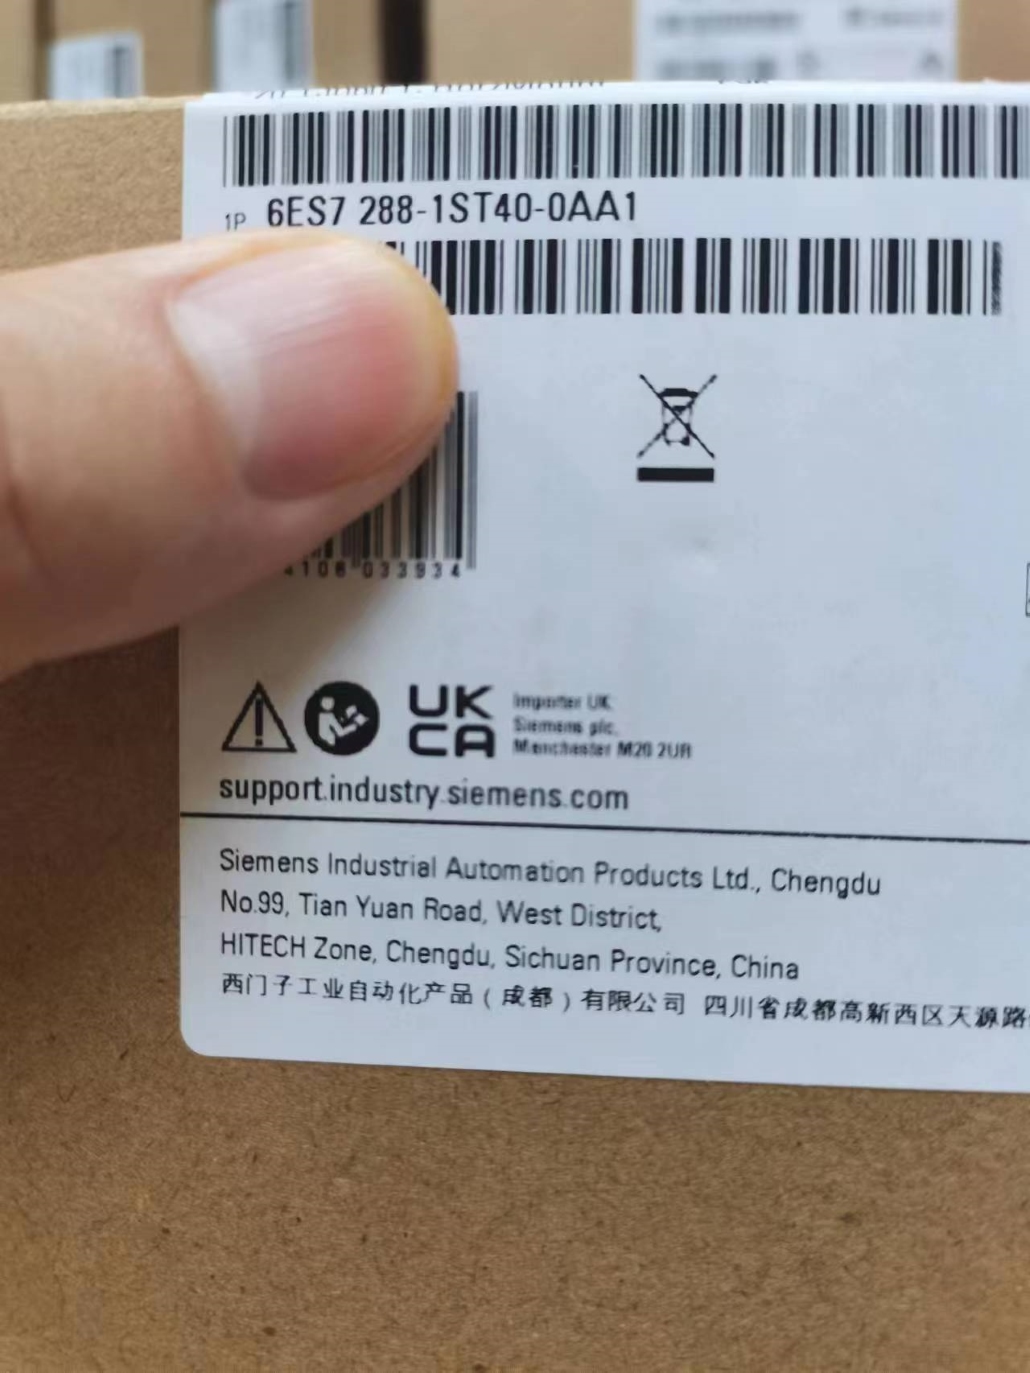 1P 6ES7 288-1ST40-0AA1
4108 033934
UK
CA
Importer UK
Siemens plc,
Manchester M20 2UR
support.industry.siemens.com
Siemens Industrial Automation Products Ltd., Chengdu
No.99, Tian Yuan Road, West District,
HITECH Zone, Chengdu, Sichuan Province, China
西门子工业自动化产品（成都）有限公司 四川省成都高新西区天源路